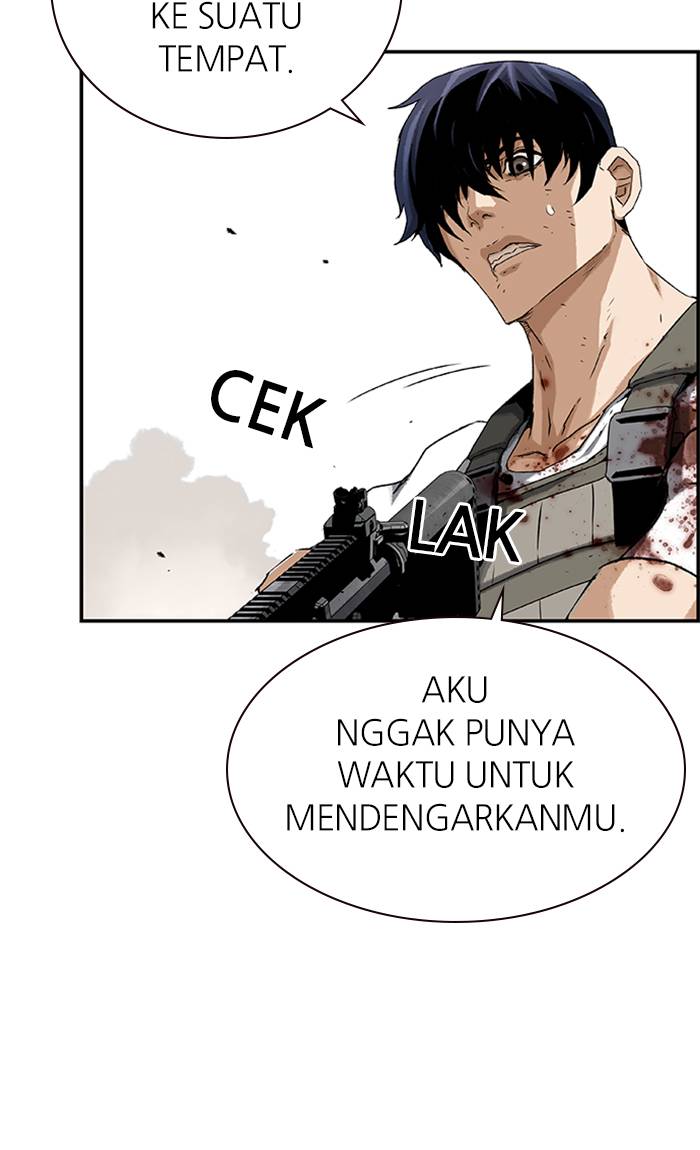 KE SUATU
TEMPAT.
CEK
LAK
AKU
NGGAK PUNYA
WAKTU UNTUK
MENDENGARKANMU.